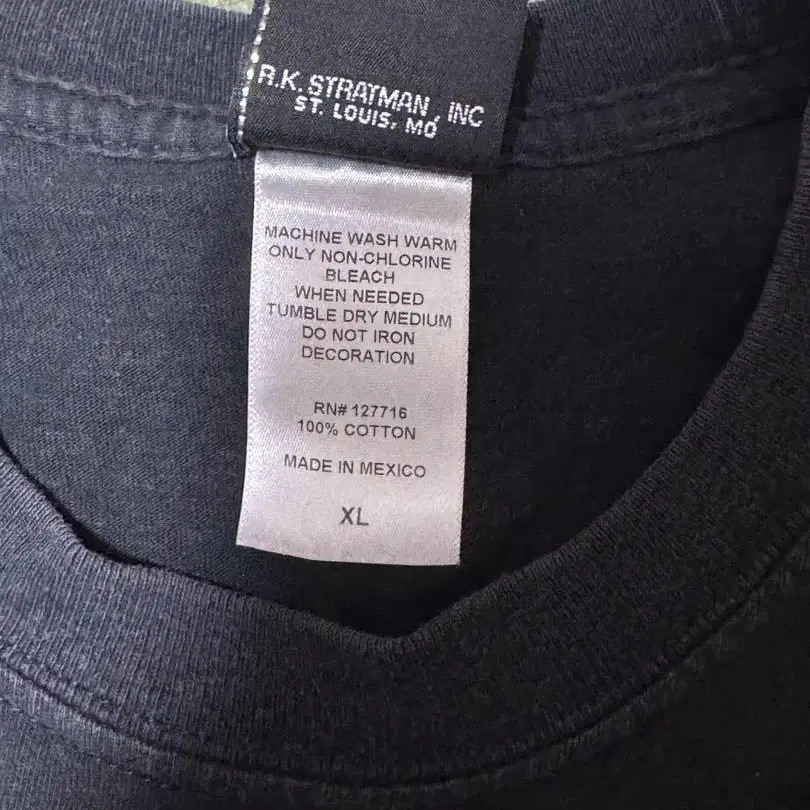 R.K. STRATMAN, INC
ST. LOUIS, MO
MACHINE WASH WARM
ONLY NON-CHLORINE
BLEACH
WHEN NEEDED
TUMBLE DRY MEDIUM
DO NOT IRON
DECORATION
RN# 127716
100% COTTON
MADE IN MEXICO
XL